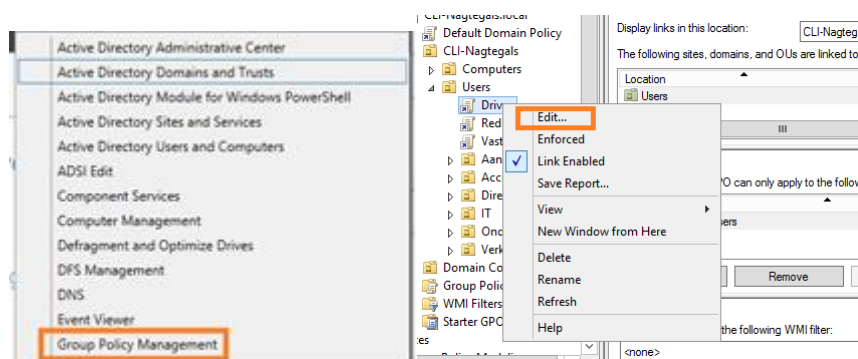 Active Directory Administrative Center
Active Directory Domains and Trusts
Active Directory Module for Windows PowerShell
Active Directory Sites and Services
Active Directory Users and Computers
ADSI Edit
Component Services
Computer Management
Defragment and Optimize Drives
DFS Management
DNS
Event Viewer
Group Policy Management
CLI-Nagtegals.local
Default Domain Policy
CLI-Nagtegals
Computers
Users
Driv
Red
Vast
Aan
Acc
Dire
IT
Ond
Verk
Domain Co
Group Polic
WMI Filters
Starter GPO
es
Edit...
Enforced
Link Enabled
Save Report...
View
New Window from Here
Delete
Rename
Refresh
Help
Display links in this location:
CLI-Nagteg
The following sites, domains, and OUs are linked to
Location
Users
PO can only apply to the follow
ers
Remove
the following WMI filter:
<none>